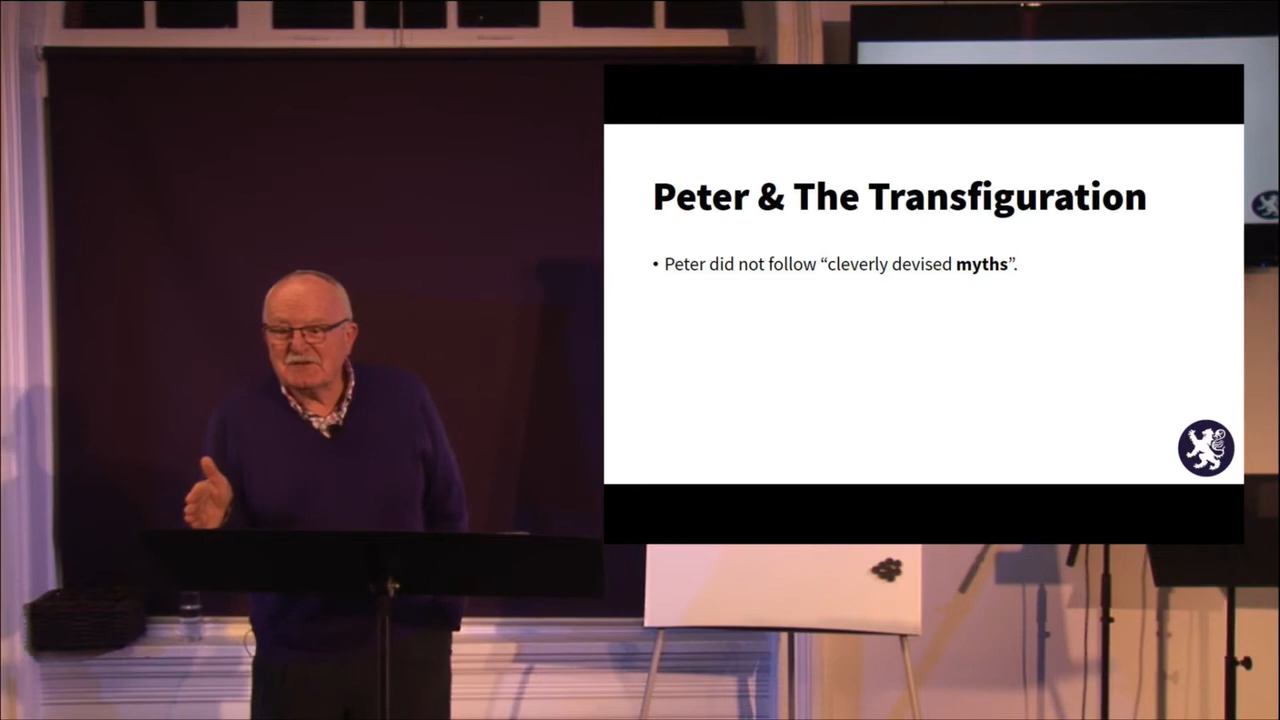 Peter & The Transfiguration
• Peter did not follow “cleverly devised myths”.